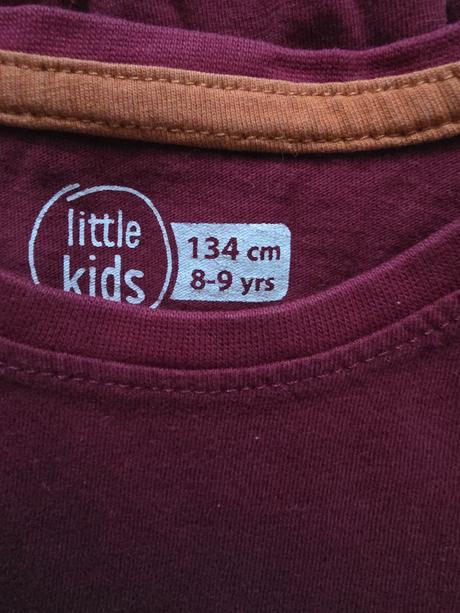 little
kids
134 cm
8-9 yrs